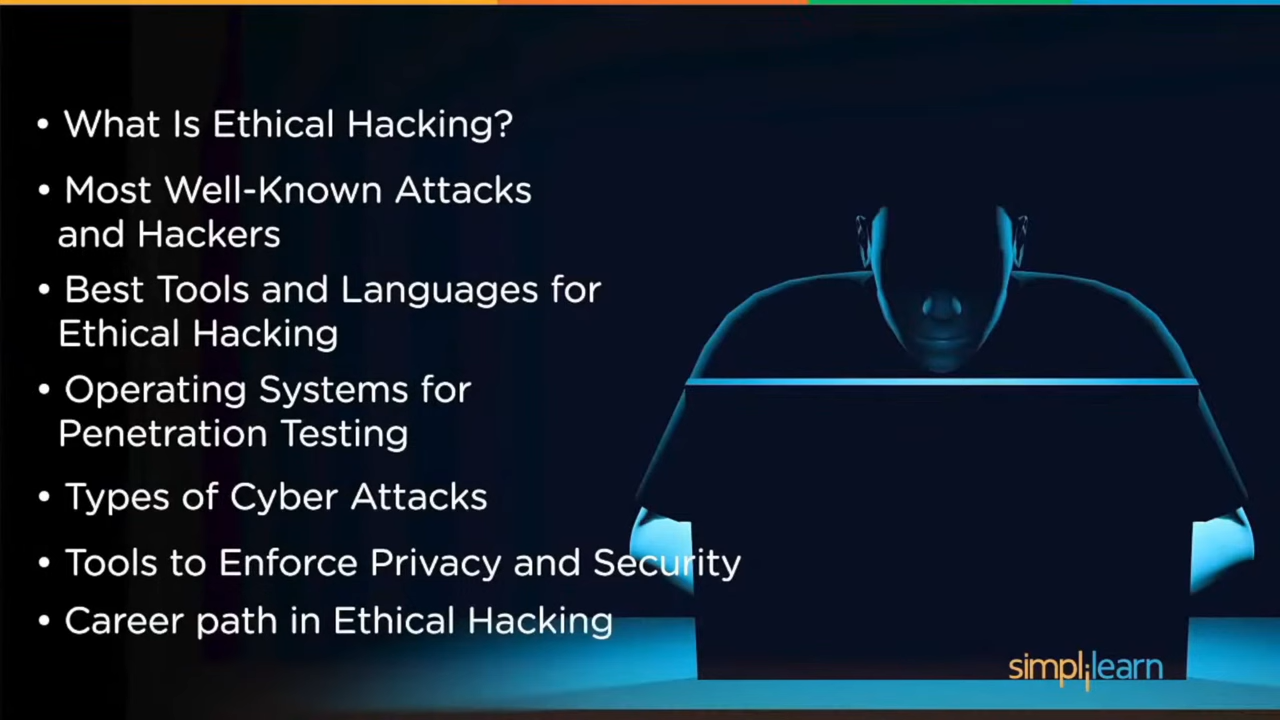 • What Is Ethical Hacking?
• Most Well-Known Attacks
and Hackers
• Best Tools and Languages for
Ethical Hacking
• Operating Systems for
Penetration Testing
• Types of Cyber Attacks
• Tools to Enforce Privacy and Security
• Career path in Ethical Hacking
simplilearn